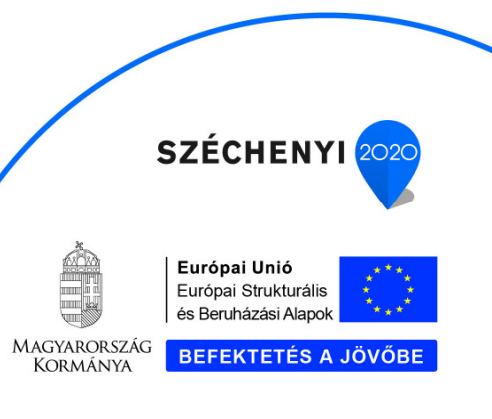 SZÉCHENYI 2020
Európai Unió
Európai Strukturális
és Beruházási Alapok
MAGYARORSZÁG
KORMÁNYA
BEFEKTETÉS A JÖVŐBE